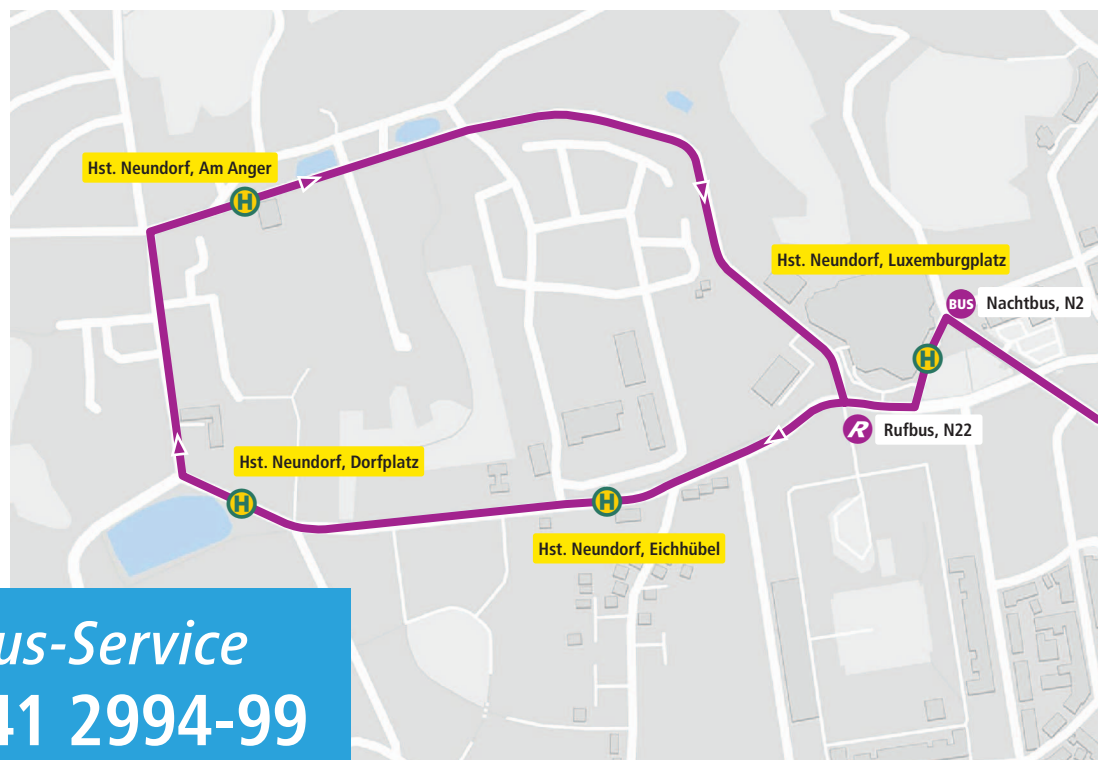 Hst. Neundorf, Am Anger
H
Hst. Neundorf, Luxemburgplatz
BUS Nachtbus, N2
H
R Rufbus, N22
Hst. Neundorf, Dorfplatz
H
H
Hst. Neundorf, Eichhübel
us-Service
41 2994-99